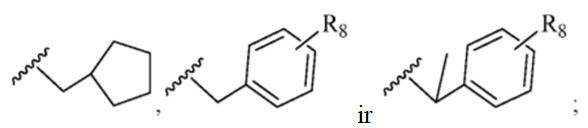 R₈ R₈
, ir ;